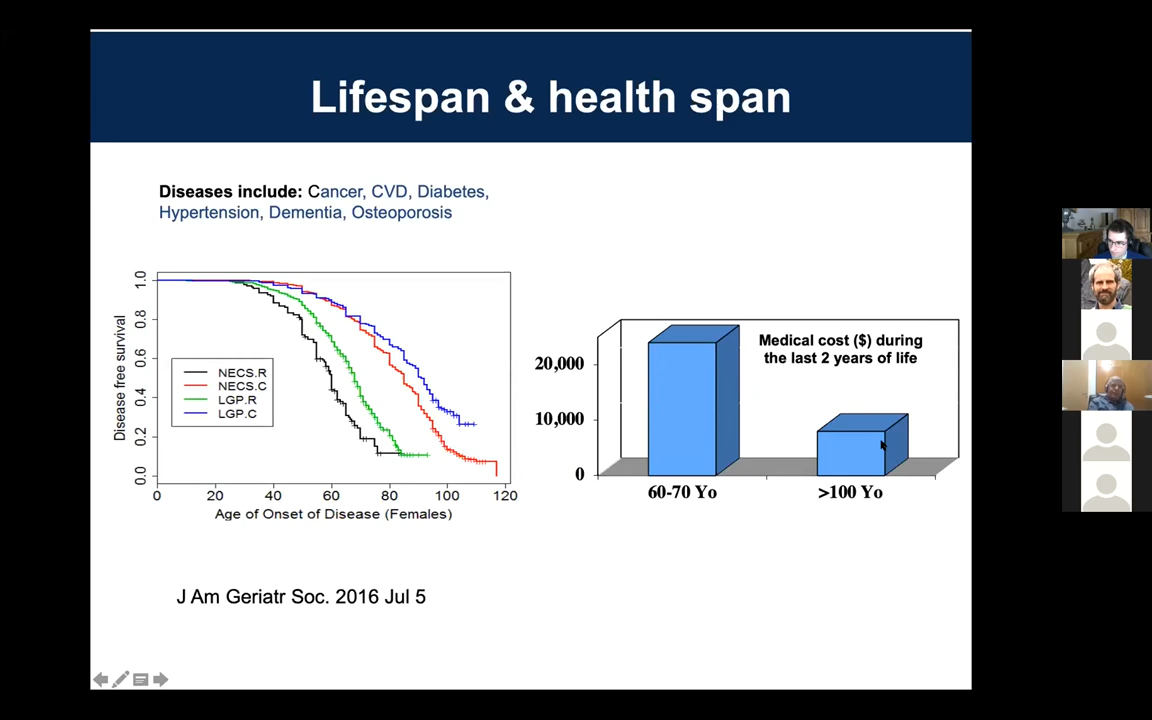 Lifespan & health span
Diseases include: Cancer, CVD, Diabetes,
Hypertension, Dementia, Osteoporosis
Disease free survival
1.0
0.8
0.6
0.4
0.2
0.0
NECS.R
NECS.C
LGP.R
LGP.C
0 20 40 60 80 100 120
Age of Onset of Disease (Females)
Medical cost ($) during
the last 2 years of life
20,000
10,000
0
60-70 Yo >100 Yo
J Am Geriatr Soc. 2016 Jul 5